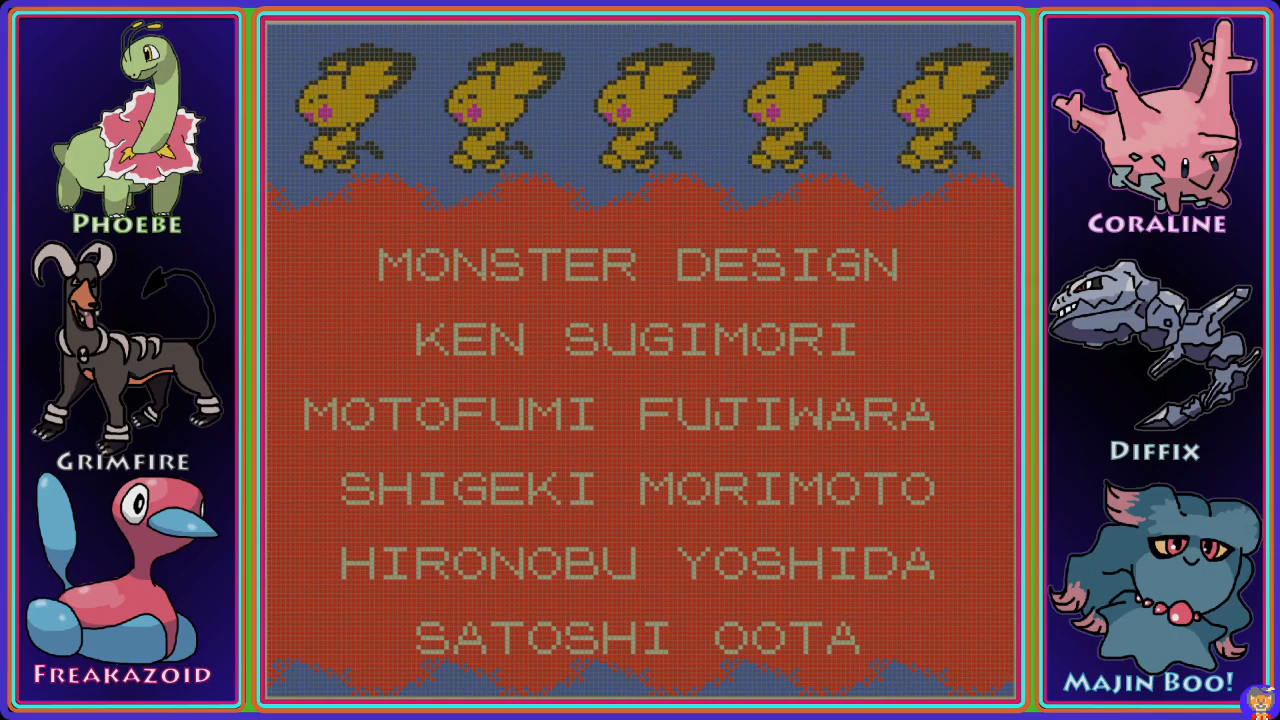 PHOEBE
GRIMFIRE
FREAKAZOID
MONSTER DESIGN
KEN SUGIMORI
MOTOFUMI FUJIWARA
SHIGEKI MORIMOTO
HIRONOBU YOSHIDA
SATOSHI OOTA
CORALINE
DIFFIX
MAJIN BOO!